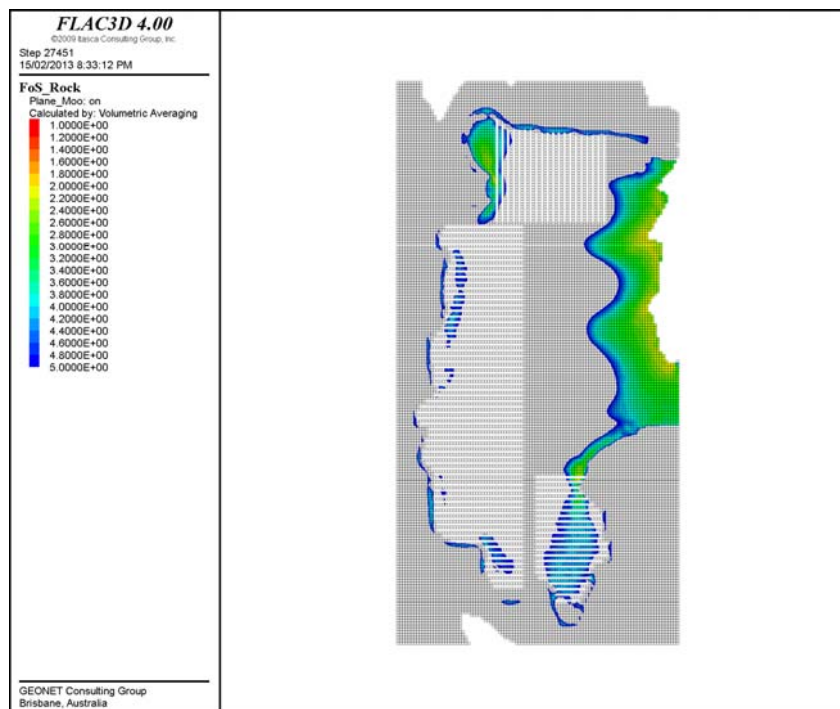 FLAC3D 4.00
©2009 Itasca Consulting Group, Inc.
Step 27451
15/02/2013 8:33:12 PM
FoS_Rock
Plane_Moo: on
Calculated by: Volumetric Averaging
1.0000E+00
1.2000E+00
1.4000E+00
1.6000E+00
1.8000E+00
2.0000E+00
2.2000E+00
2.4000E+00
2.6000E+00
2.8000E+00
3.0000E+00
3.2000E+00
3.4000E+00
3.6000E+00
3.8000E+00
4.0000E+00
4.2000E+00
4.4000E+00
4.6000E+00
4.8000E+00
5.0000E+00
GEONET Consulting Group
Brisbane, Australia